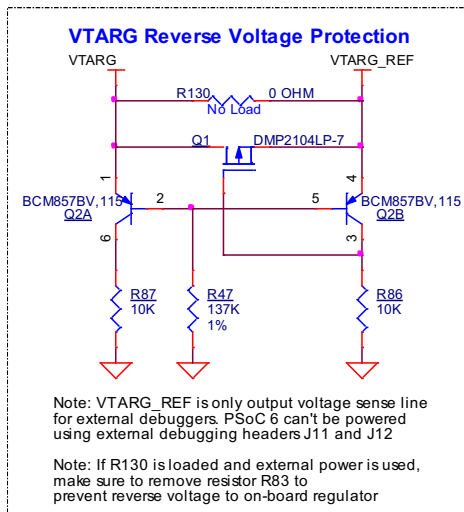 VTARG Reverse Voltage Protection
VTARG
VTARG_REF
R130
0 OHM
No Load
Q1
DMP2104LP-7
1
4
BCM857BV,115
Q2A
2
5
BCM857BV,115
Q2B
6
3
R87
10K
R47
137K
1%
R86
10K
Note: VTARG_REF is only output voltage sense line
for external debuggers. PSoC 6 can't be powered
using external debugging headers J11 and J12
Note: If R130 is loaded and external power is used,
make sure to remove resistor R83 to
prevent reverse voltage to on-board regulator